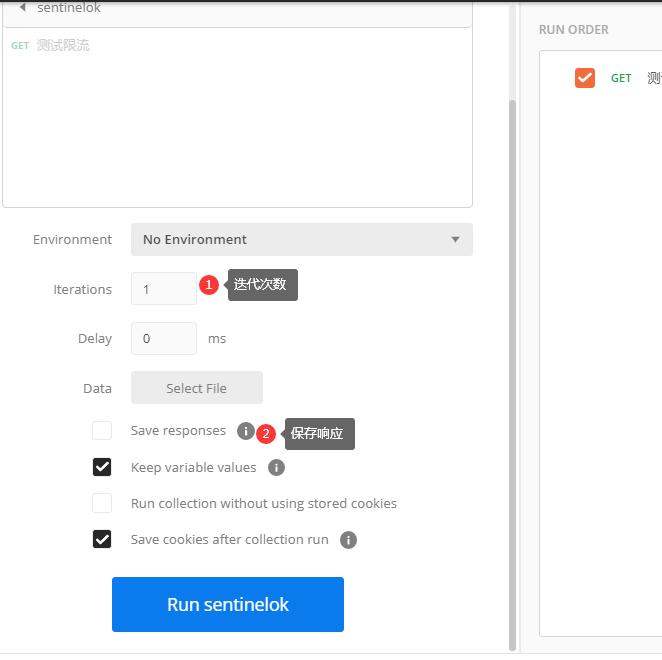 sentinelok
GET 测试限流
Environment No Environment
Iterations 1 1 迭代次数
Delay 0 ms
Data Select File
Save responses i 2 保存响应
Keep variable values i
Run collection without using stored cookies
Save cookies after collection run i
Run sentinelok
RUN ORDER
GET 测